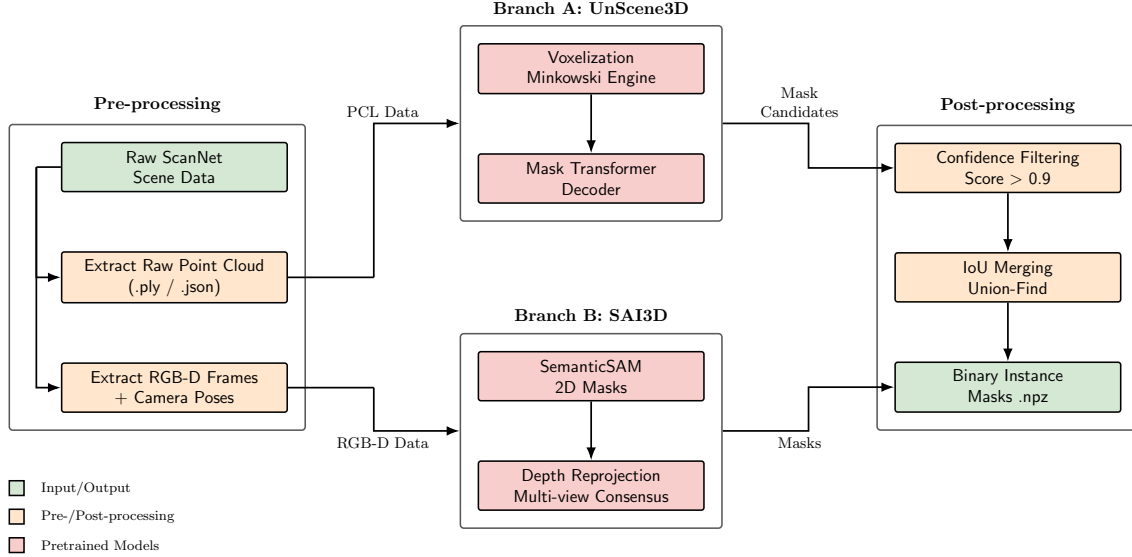 Pre-processing
Raw ScanNet
Scene Data
Extract Raw Point Cloud
(.ply / .json)
Extract RGB-D Frames
+ Camera Poses
PCL Data
RGB-D Data
Branch A: UnScene3D
Voxelization
Minkowski Engine
Mask Transformer
Decoder
Branch B: SAI3D
SemanticSAM
2D Masks
Depth Reprojection
Multi-view Consensus
Mask
Candidates
Masks
Post-processing
Confidence Filtering
Score > 0.9
IoU Merging
Union-Find
Binary Instance
Masks .npz
Input/Output
Pre-/Post-processing
Pretrained Models